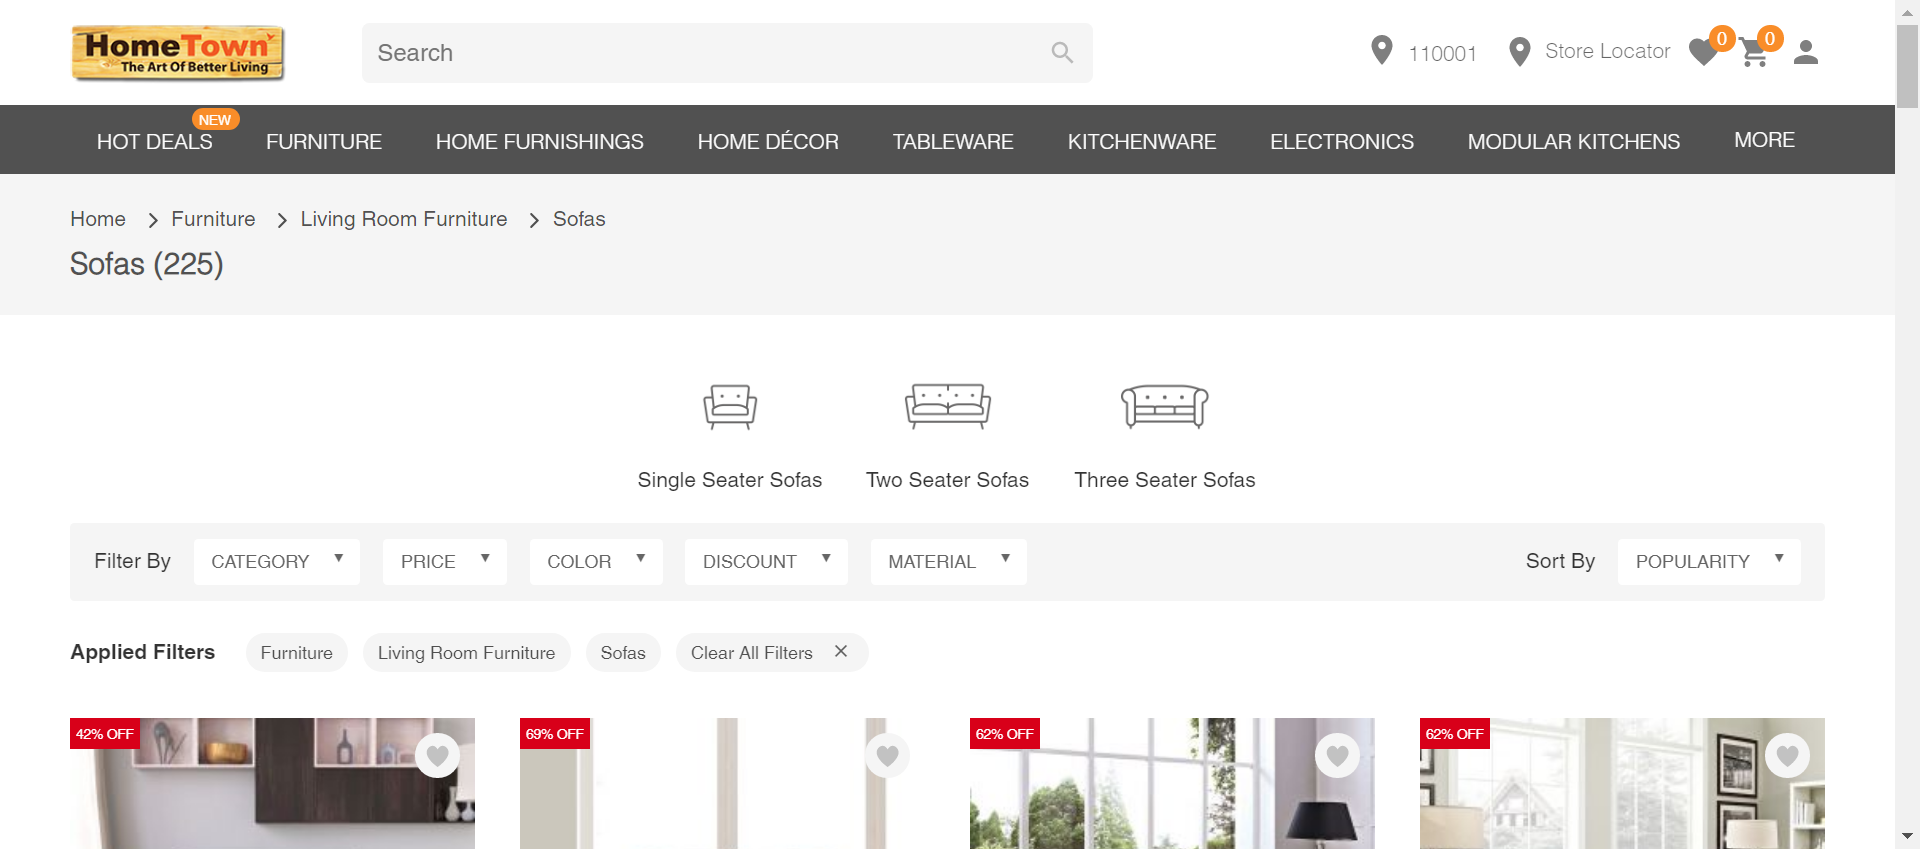 HomeTown
The Art Of Better Living
Search
110001
Store Locator
0
0
NEW
HOT DEALS
FURNITURE
HOME FURNISHINGS
HOME DÉCOR
TABLEWARE
KITCHENWARE
ELECTRONICS
MODULAR KITCHENS
MORE
Home
Furniture
Living Room Furniture
Sofas
Sofas (225)
Single Seater Sofas
Two Seater Sofas
Three Seater Sofas
Filter By
CATEGORY
PRICE
COLOR
DISCOUNT
MATERIAL
Sort By
POPULARITY
Applied Filters
Furniture
Living Room Furniture
Sofas
Clear All Filters
42% OFF
69% OFF
62% OFF
62% OFF